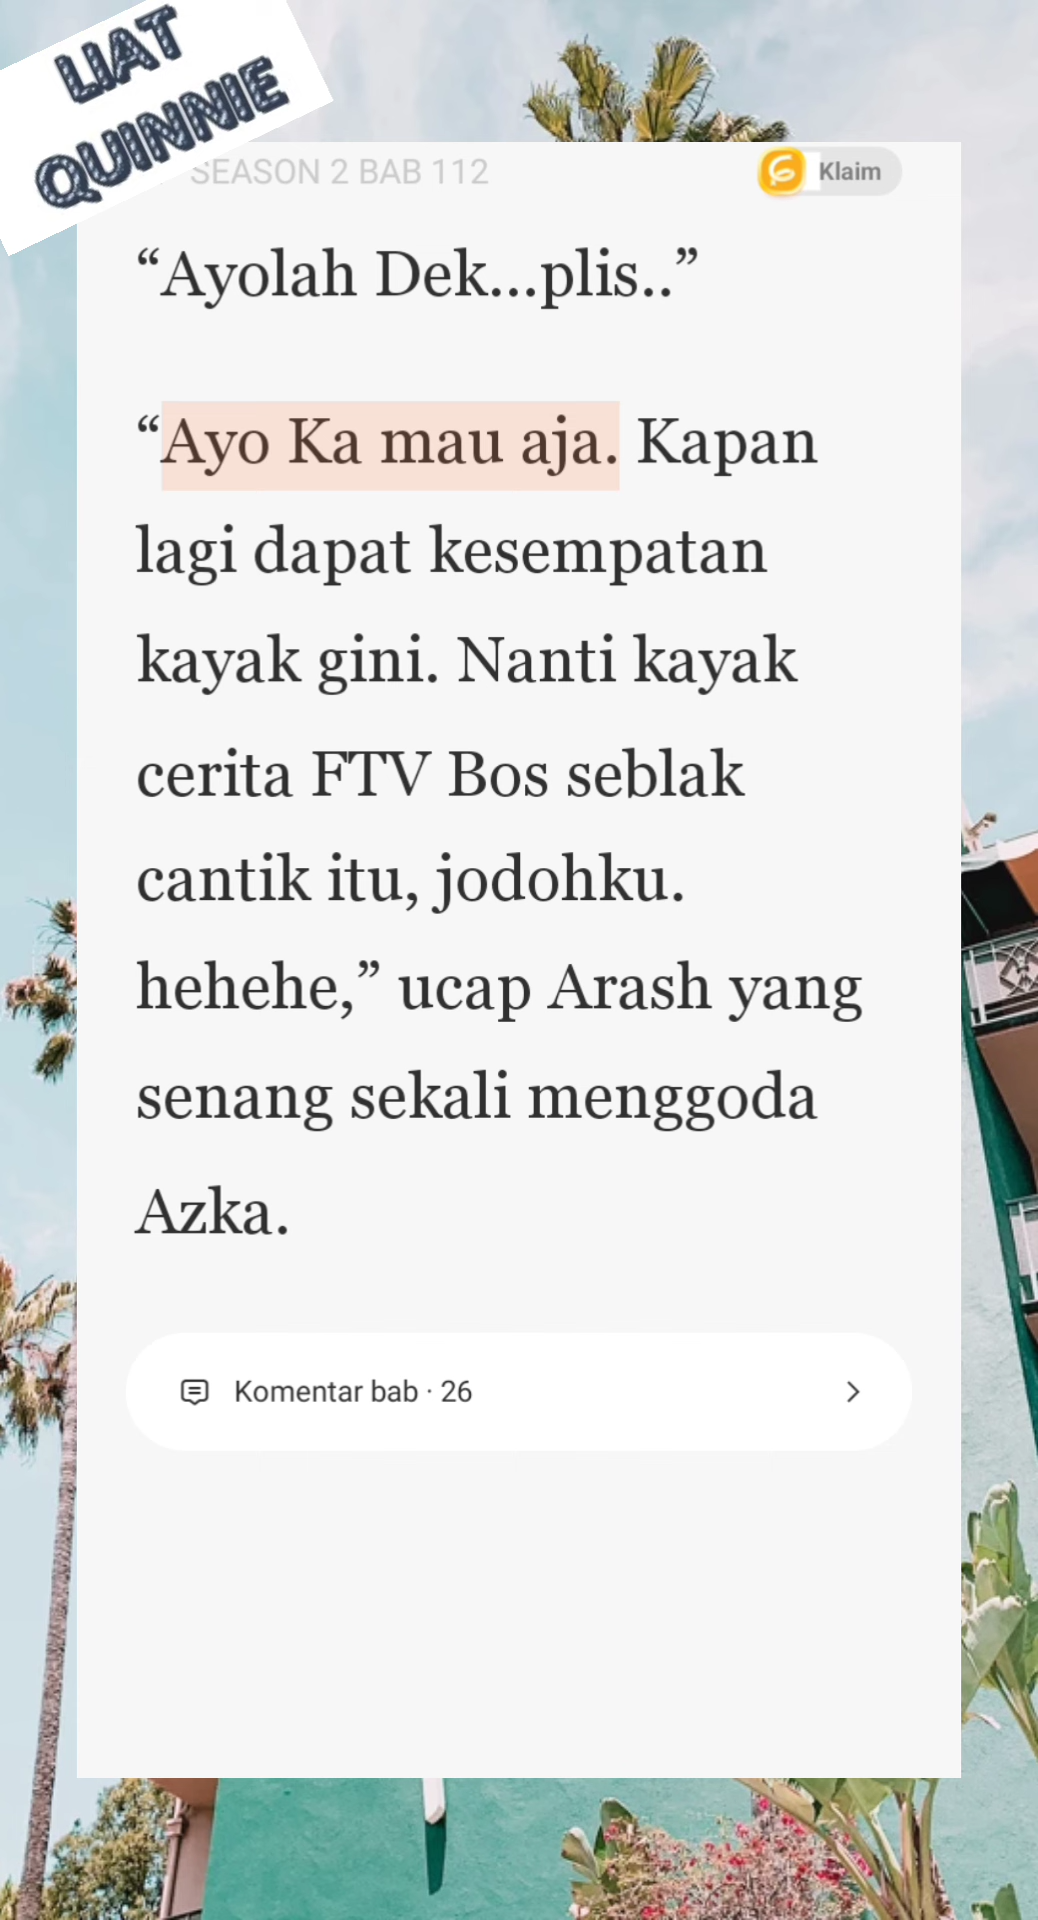 LIAT
QUINNIE
SEASON 2 BAB 112
Klaim
“Ayolah Dek...plis..”
“Ayo Ka mau aja. Kapan
lagi dapat kesempatan
kayak gini. Nanti kayak
cerita FTV Bos seblak
cantik itu, jodohku.
hehehe,” ucap Arash yang
senang sekali menggoda
Azka.
Komentar bab · 26